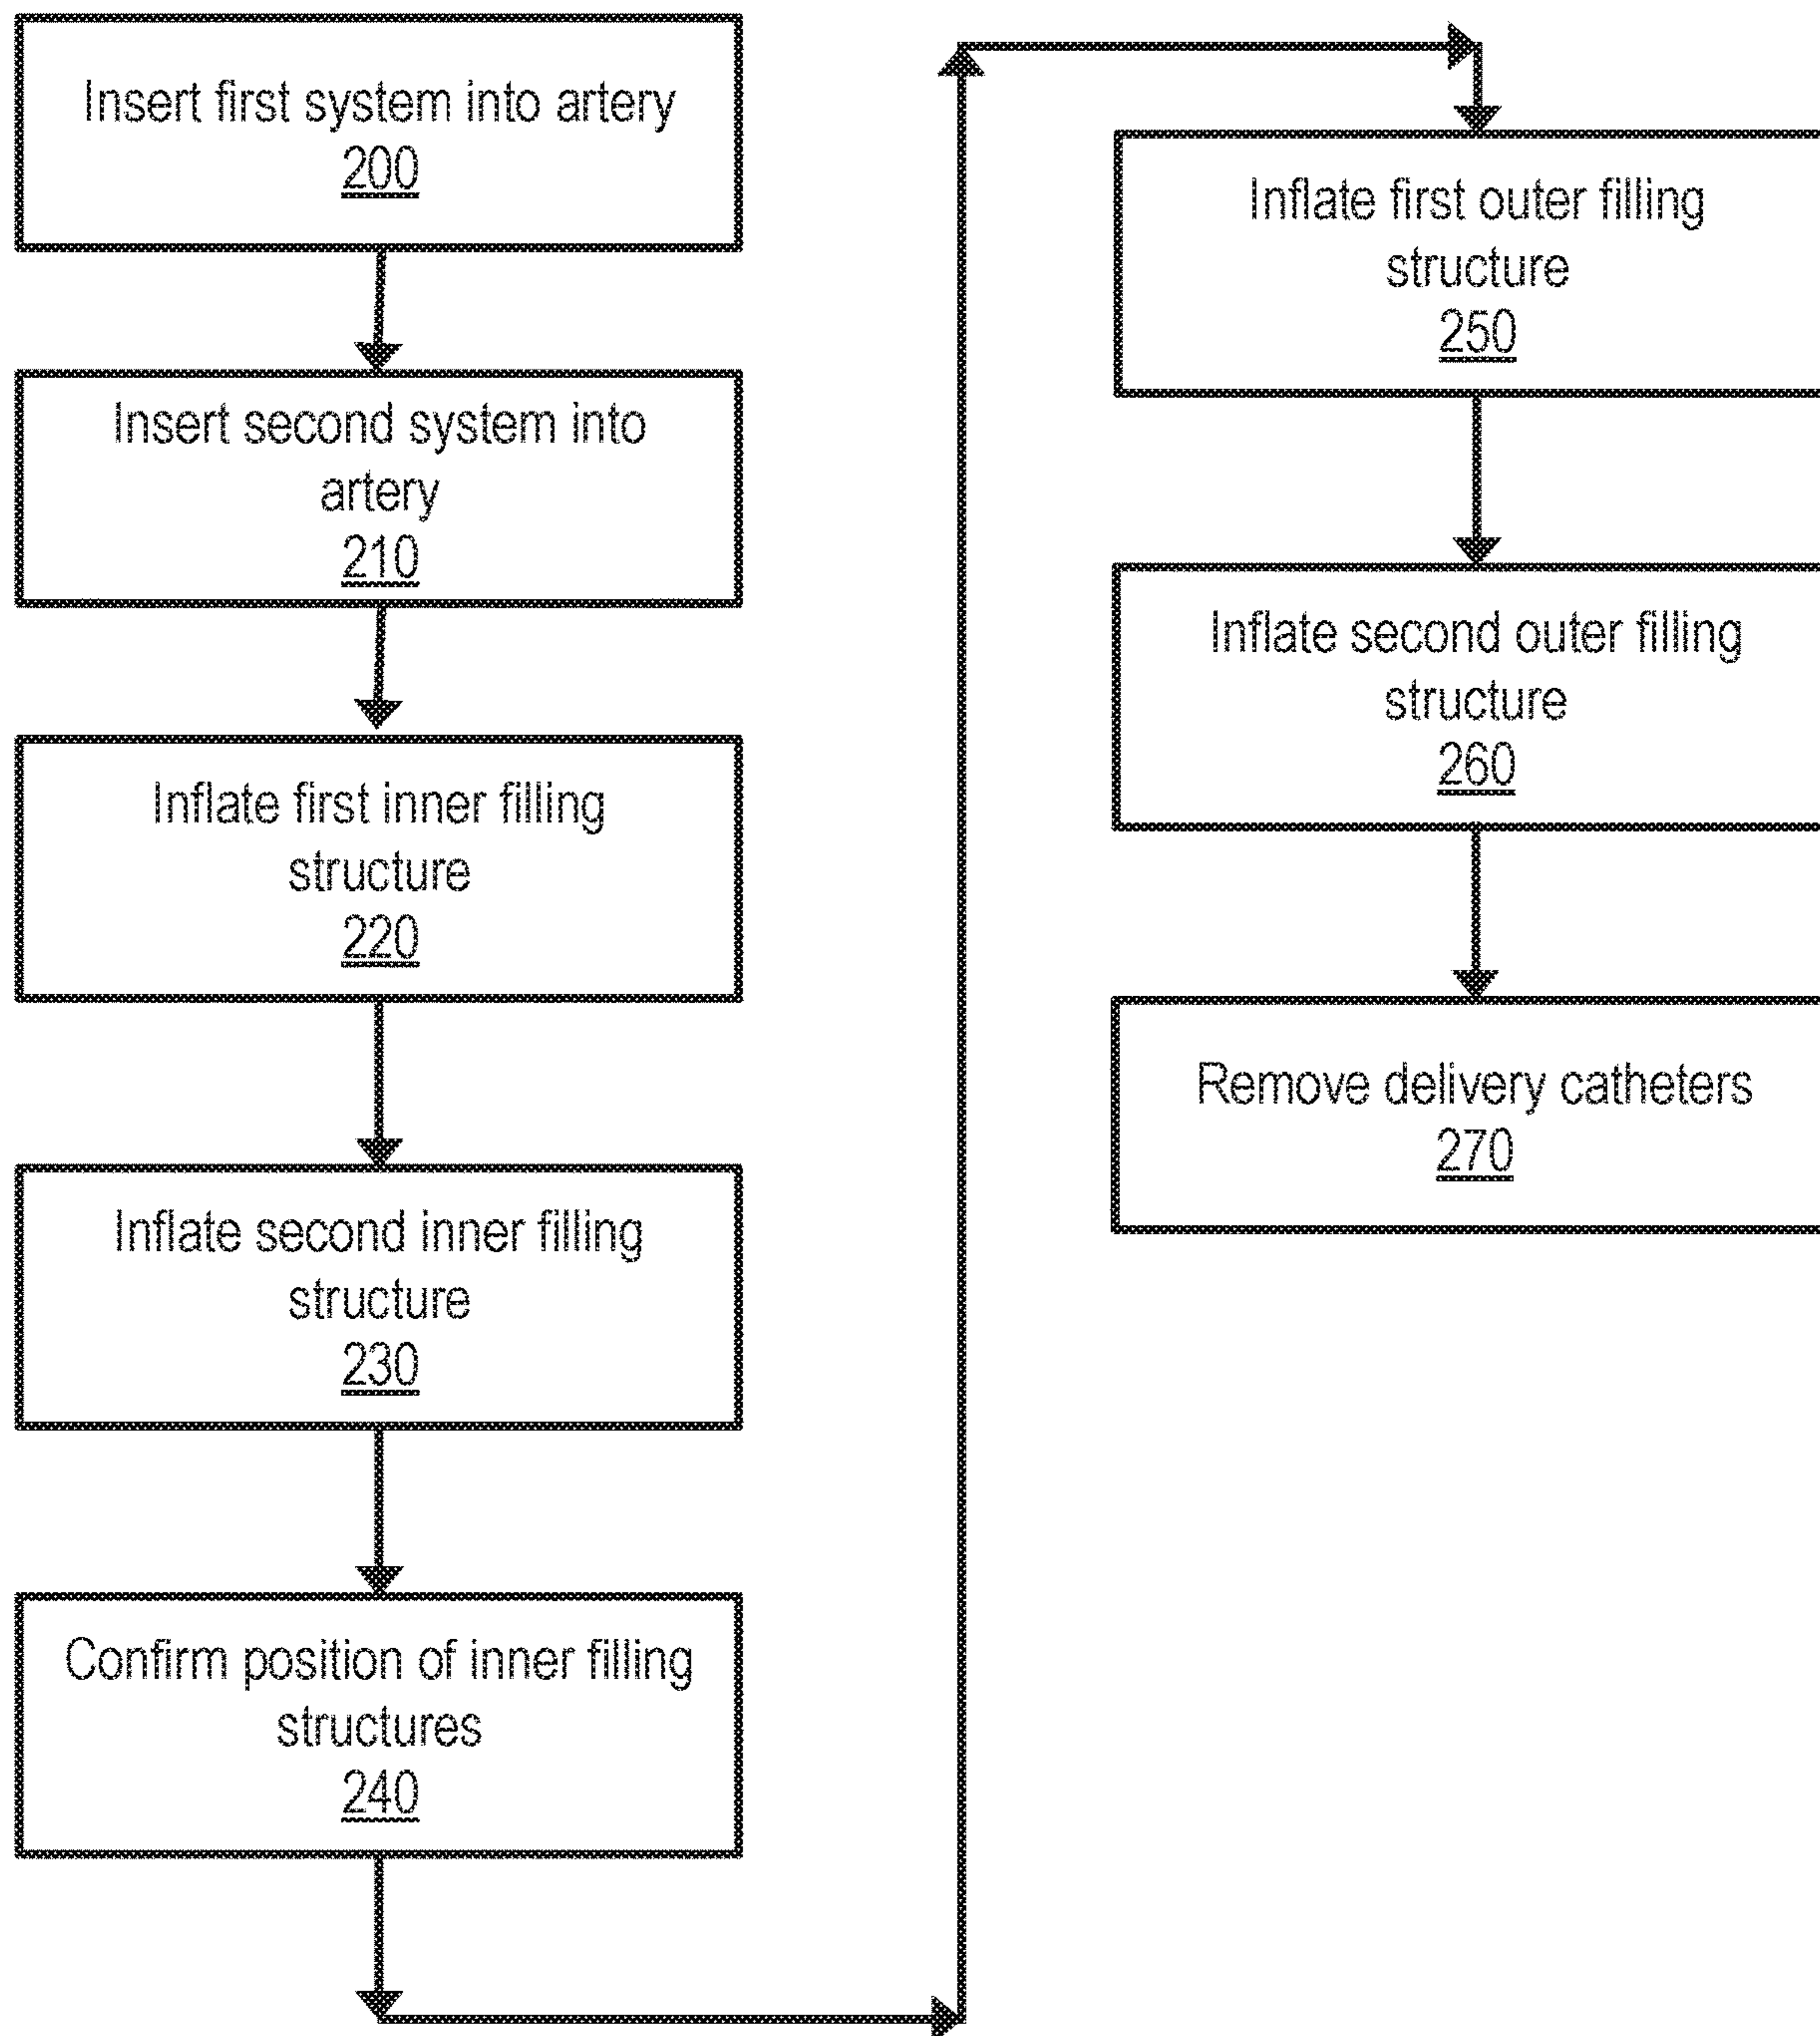 Insert first system into artery
200
Insert second system into
artery
210
Inflate first inner filling
structure
220
Inflate second inner filling
structure
230
Confirm position of inner filling
structures
240
Inflate first outer filling
structure
250
Inflate second outer filling
structure
260
Remove delivery catheters
270